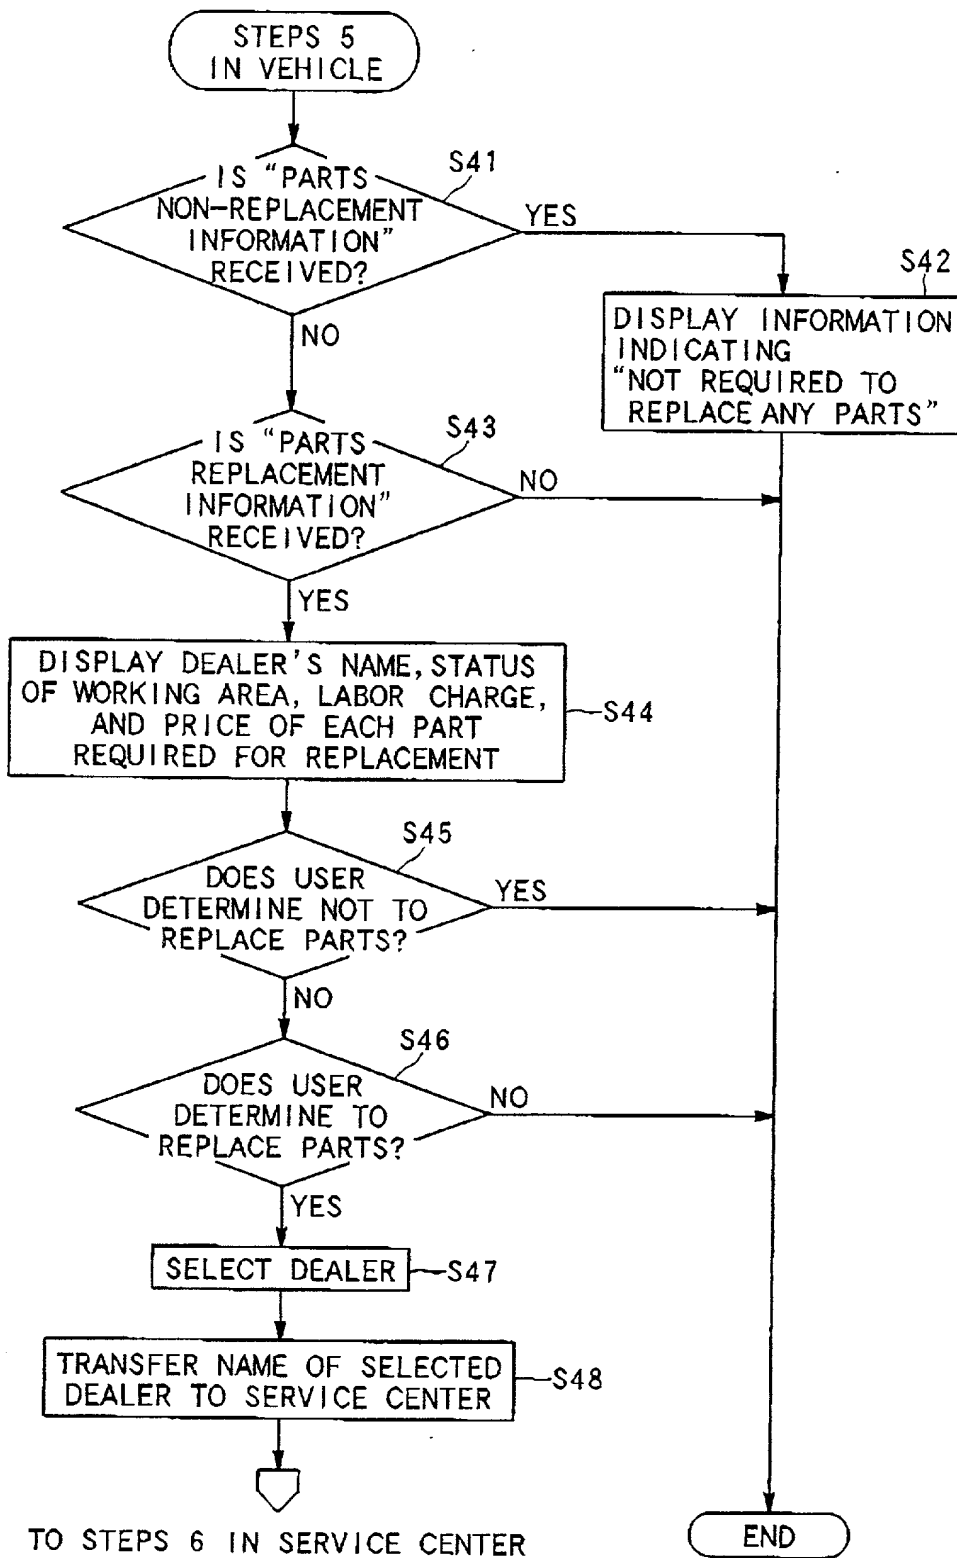 STEPS 5
IN VEHICLE
S41
IS “PARTS
NON-REPLACEMENT
INFORMATION”
RECEIVED?
YES
NO
S42
DISPLAY INFORMATION
INDICATING
“NOT REQUIRED TO
REPLACE ANY PARTS”
S43
IS “PARTS
REPLACEMENT
INFORMATION”
RECEIVED?
NO
YES
DISPLAY DEALER'S NAME, STATUS
OF WORKING AREA, LABOR CHARGE,
AND PRICE OF EACH PART
REQUIRED FOR REPLACEMENT
S44
S45
DOES USER
DETERMINE NOT TO
REPLACE PARTS?
YES
NO
S46
DOES USER
DETERMINE TO
REPLACE PARTS?
NO
YES
SELECT DEALER
S47
TRANSFER NAME OF SELECTED
DEALER TO SERVICE CENTER
S48
TO STEPS 6 IN SERVICE CENTER
END